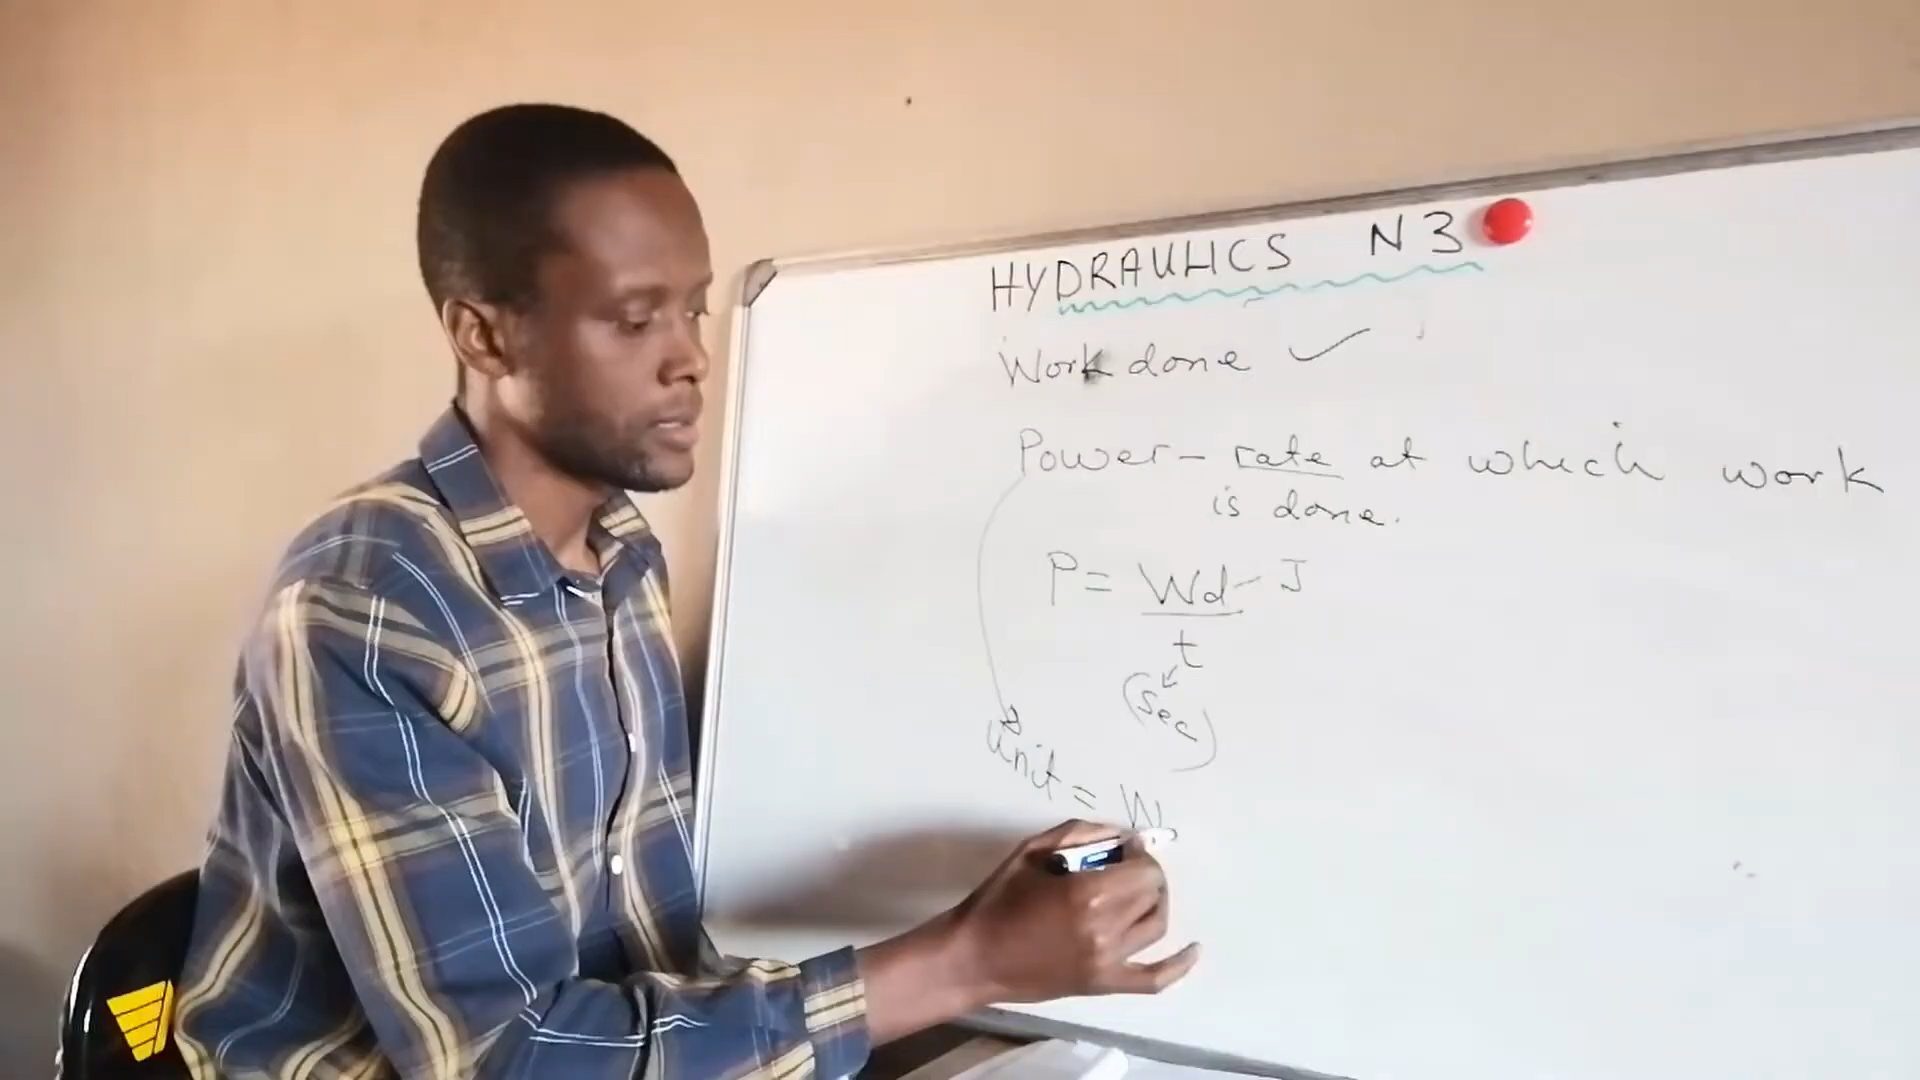 HYDRAULICS N3
Work done ✓
Power - rate at which work
is done.
P = Wd - J
t
(sec)
unit = W